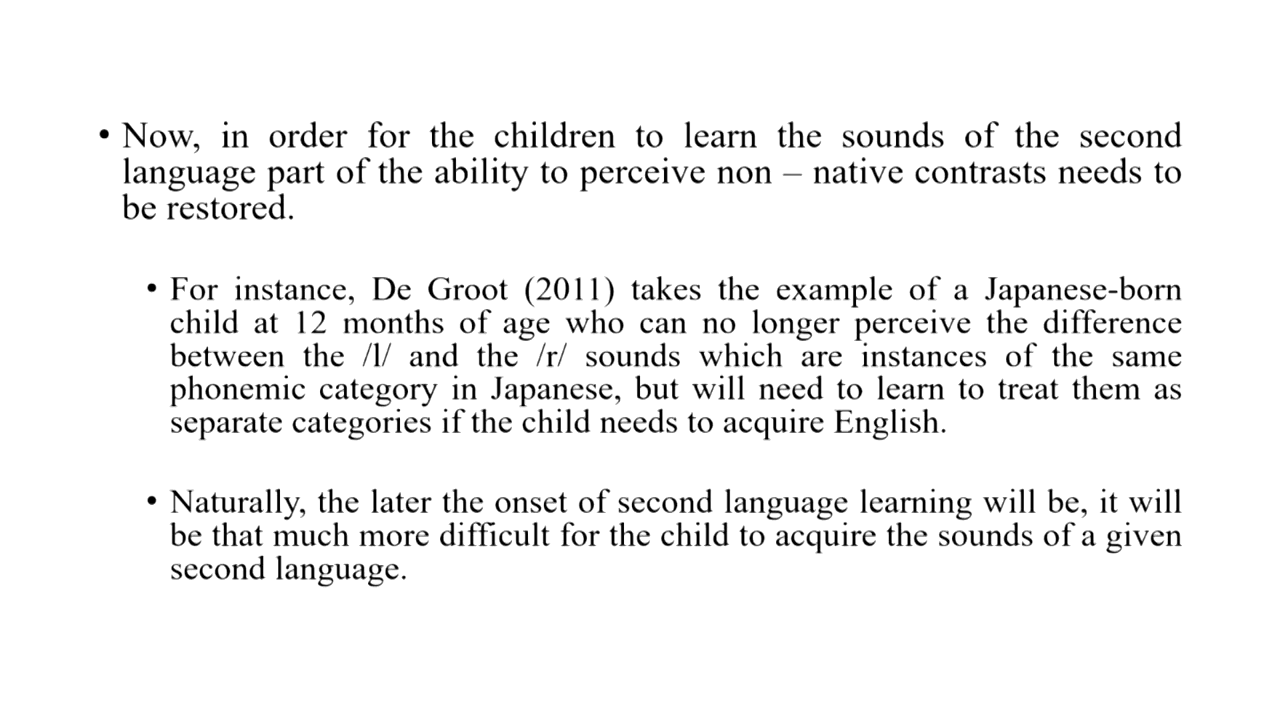 • Now, in order for the children to learn the sounds of the second
language part of the ability to perceive non – native contrasts needs to
be restored.
• For instance, De Groot (2011) takes the example of a Japanese-born
child at 12 months of age who can no longer perceive the difference
between the /l/ and the /r/ sounds which are instances of the same
phonemic category in Japanese, but will need to learn to treat them as
separate categories if the child needs to acquire English.
• Naturally, the later the onset of second language learning will be, it will
be that much more difficult for the child to acquire the sounds of a given
second language.